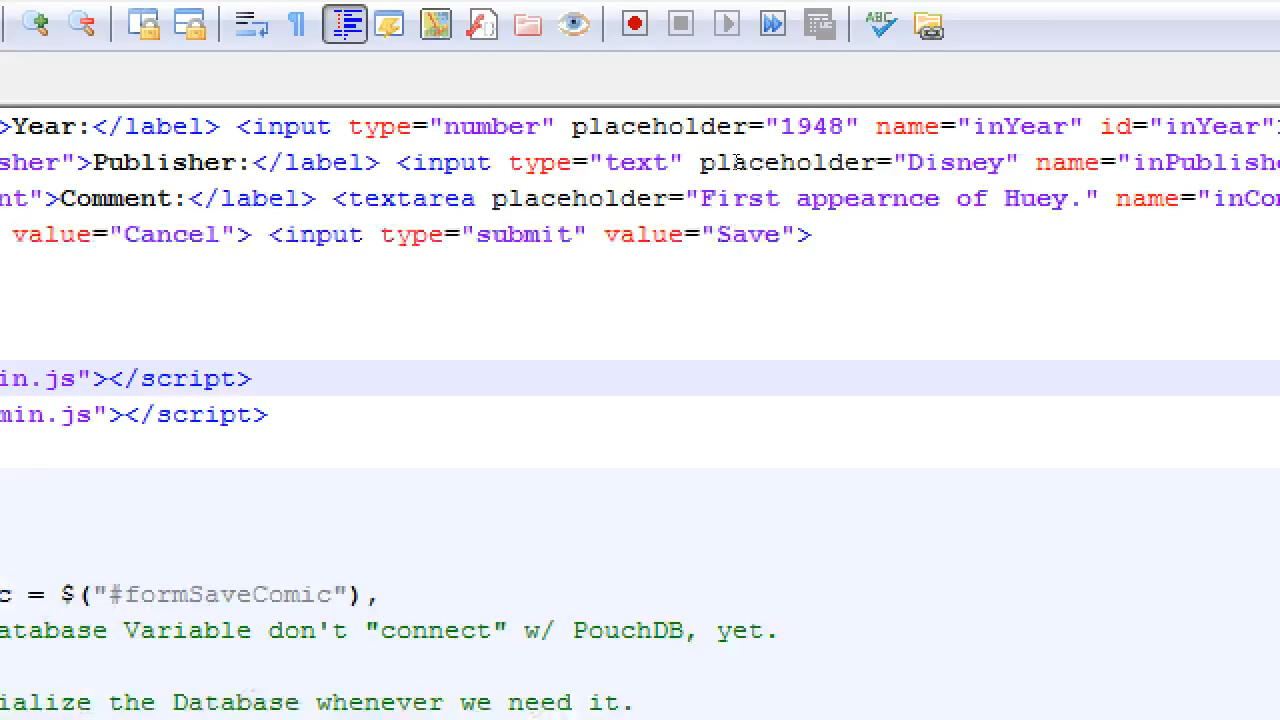 ABC
>Year:</label> <input type="number" placeholder="1948" name="inYear" id="inYear"
sher">Publisher:</label> <input type="text" placeholder="Disney" name="inPublishe
nt">Comment:</label> <textarea placeholder="First appearnce of Huey." name="inCo
value="Cancel"> <input type="submit" value="Save">
in.js"></script>
min.js"></script>
c = $("#formSaveComic"),
atabase Variable don't "connect" w/ PouchDB, yet.
ialize the Database whenever we need it.